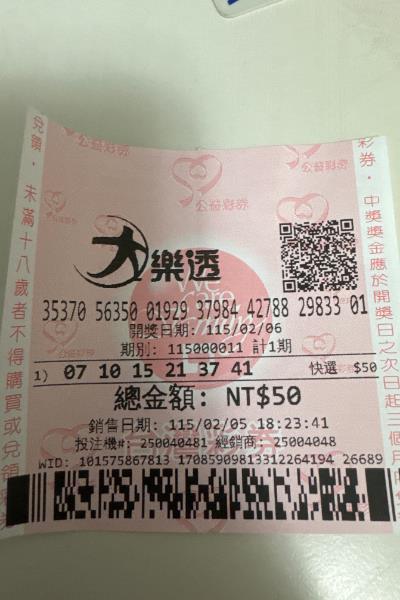 公益彩券
大樂透
35370 56350 01929 37984 42788 29833 01
開獎日期: 115/02/06
期別: 115000011 計1期
1) 07 10 15 21 37 41 快選 $50
總金額: NT$50
銷售日期: 115/02/05 18:23:41
投注機#: 250040481 經銷商: 25004048
WID: 101575867813 17085909813312264194 26689
兌領．未滿十八歲者不得購買或兌領
彩券．中獎獎金應於開獎日之次日起三個月內